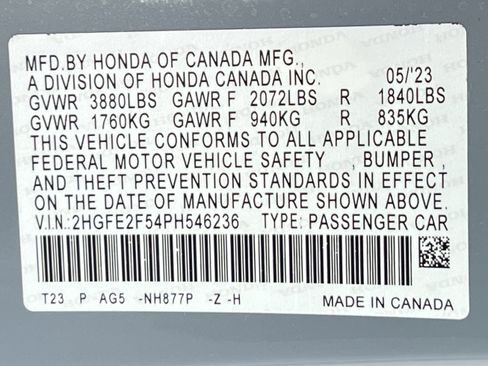 MFD.BY HONDA OF CANADA MFG.,
A DIVISION OF HONDA CANADA INC. 05/'23
GVWR 3880LBS GAWR F 2072LBS R 1840LBS
GVWR 1760KG GAWR F 940KG R 835KG
THIS VEHICLE CONFORMS TO ALL APPLICABLE
FEDERAL MOTOR VEHICLE SAFETY , BUMPER ,
AND THEFT PREVENTION STANDARDS IN EFFECT
ON THE DATE OF MANUFACTURE SHOWN ABOVE.
V.I.N.:2HGFE2F54PH546236 TYPE: PASSENGER CAR
T23 P AG5 -NH877P -Z -H MADE IN CANADA